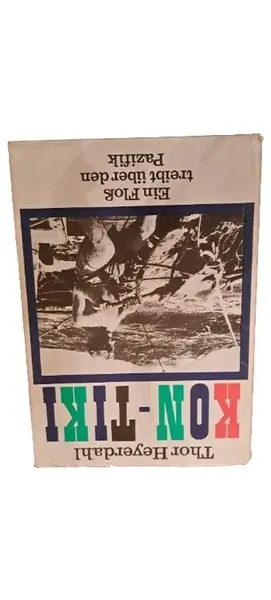 Thor Heyerdahl
KON-TIKI
Ein Floß
treibt über den
Pazifik